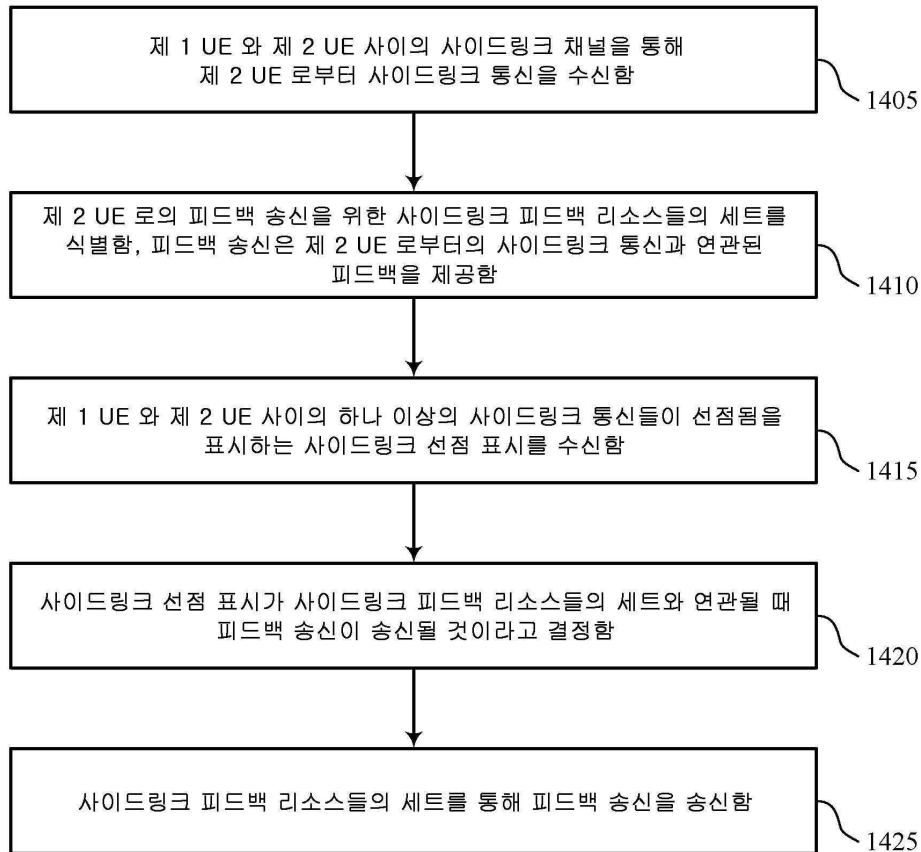 제 1 UE 와 제 2 UE 사이의 사이드링크 채널을 통해
제 2 UE 로부터 사이드링크 통신을 수신함
1405
제 2 UE 로의 피드백 송신을 위한 사이드링크 피드백 리소스들의 세트를
식별함, 피드백 송신은 제 2 UE 로부터의 사이드링크 통신과 연관된
피드백을 제공함
1410
제 1 UE 와 제 2 UE 사이의 하나 이상의 사이드링크 통신들이 선점됨을
표시하는 사이드링크 선점 표시를 수신함
1415
사이드링크 선점 표시가 사이드링크 피드백 리소스들의 세트와 연관될 때
피드백 송신이 송신될 것이라고 결정함
1420
사이드링크 피드백 리소스들의 세트를 통해 피드백 송신을 송신함
1425